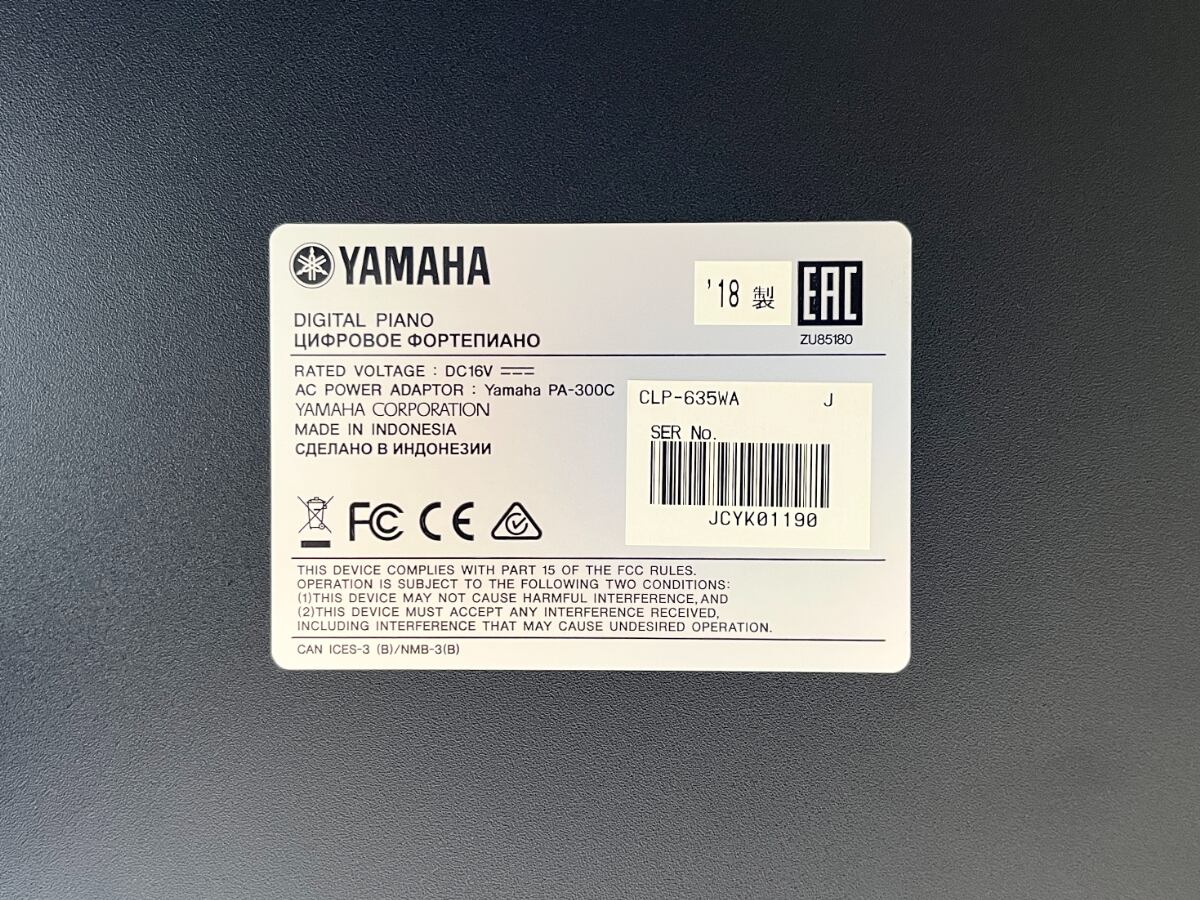 YAMAHA
'18 製
EAC
ZU85180
DIGITAL PIANO
ЦИФРОВОЕ ФОРТЕПИАНО
RATED VOLTAGE : DC16V
AC POWER ADAPTOR : Yamaha PA-300C
YAMAHA CORPORATION
MADE IN INDONESIA
СДЕЛАНО В ИНДОНЕЗИИ
CLP-635WA J
SER No.
JCYK01190
FC CE
THIS DEVICE COMPLIES WITH PART 15 OF THE FCC RULES.
OPERATION IS SUBJECT TO THE FOLLOWING TWO CONDITIONS:
(1)THIS DEVICE MAY NOT CAUSE HARMFUL INTERFERENCE,AND
(2)THIS DEVICE MUST ACCEPT ANY INTERFERENCE RECEIVED,
INCLUDING INTERFERENCE THAT MAY CAUSE UNDESIRED OPERATION.
CAN ICES-3 (B)/NMB-3(B)